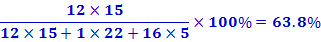 12 × 15
12 × 15 + 1 × 22 + 16 × 5 × 100% = 63.8%